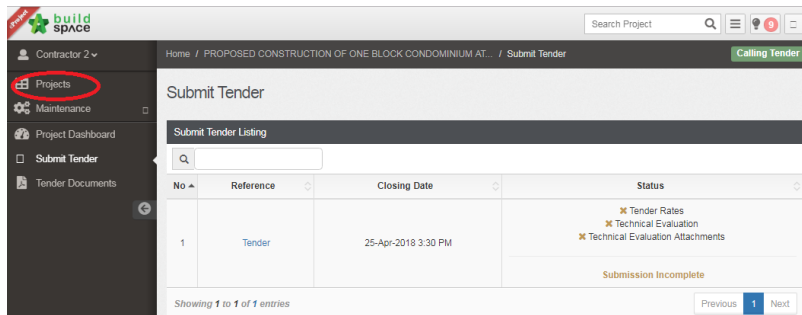 eProject
build
spʌce
Search Project
9
Contractor 2
Home / PROPOSED CONSTRUCTION OF ONE BLOCK CONDOMINIUM AT... / Submit Tender
Calling Tender
Projects
Maintenance
Project Dashboard
Submit Tender
Tender Documents
Submit Tender
Submit Tender Listing
No Reference Closing Date Status
1 Tender 25-Apr-2018 3:30 PM
Tender Rates
Technical Evaluation
Technical Evaluation Attachments
Submission Incomplete
Showing 1 to 1 of 1 entries
Previous 1 Next